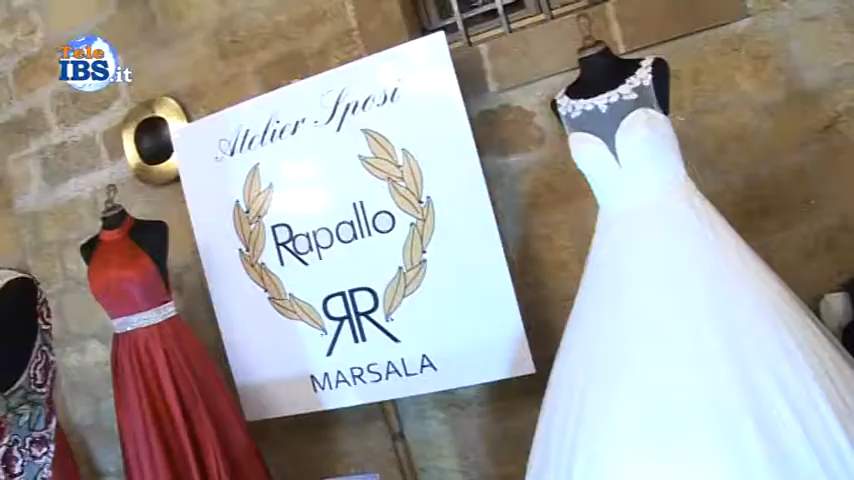 Tele
IBS.it
Atelier Sposi
Rapallo
RR
MARSALA